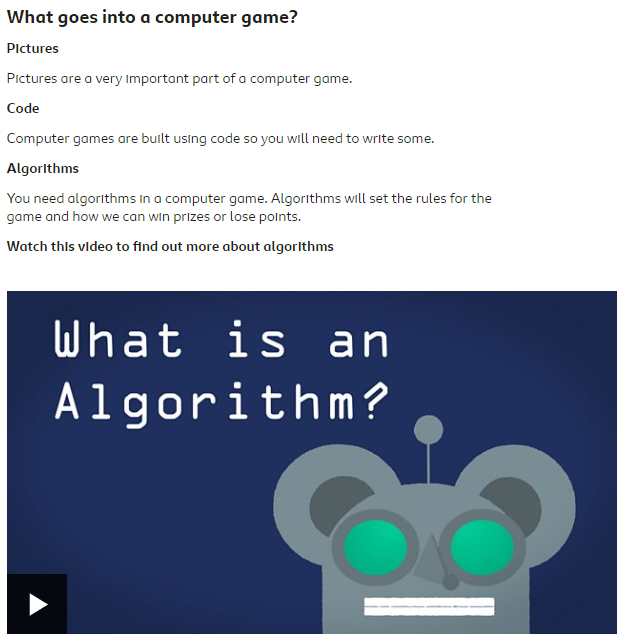 What goes into a computer game?
Pictures
Pictures are a very important part of a computer game.
Code
Computer games are built using code so you will need to write some.
Algorithms
You need algorithms in a computer game. Algorithms will set the rules for the
game and how we can win prizes or lose points.
Watch this video to find out more about algorithms
What is an
Algorithm?